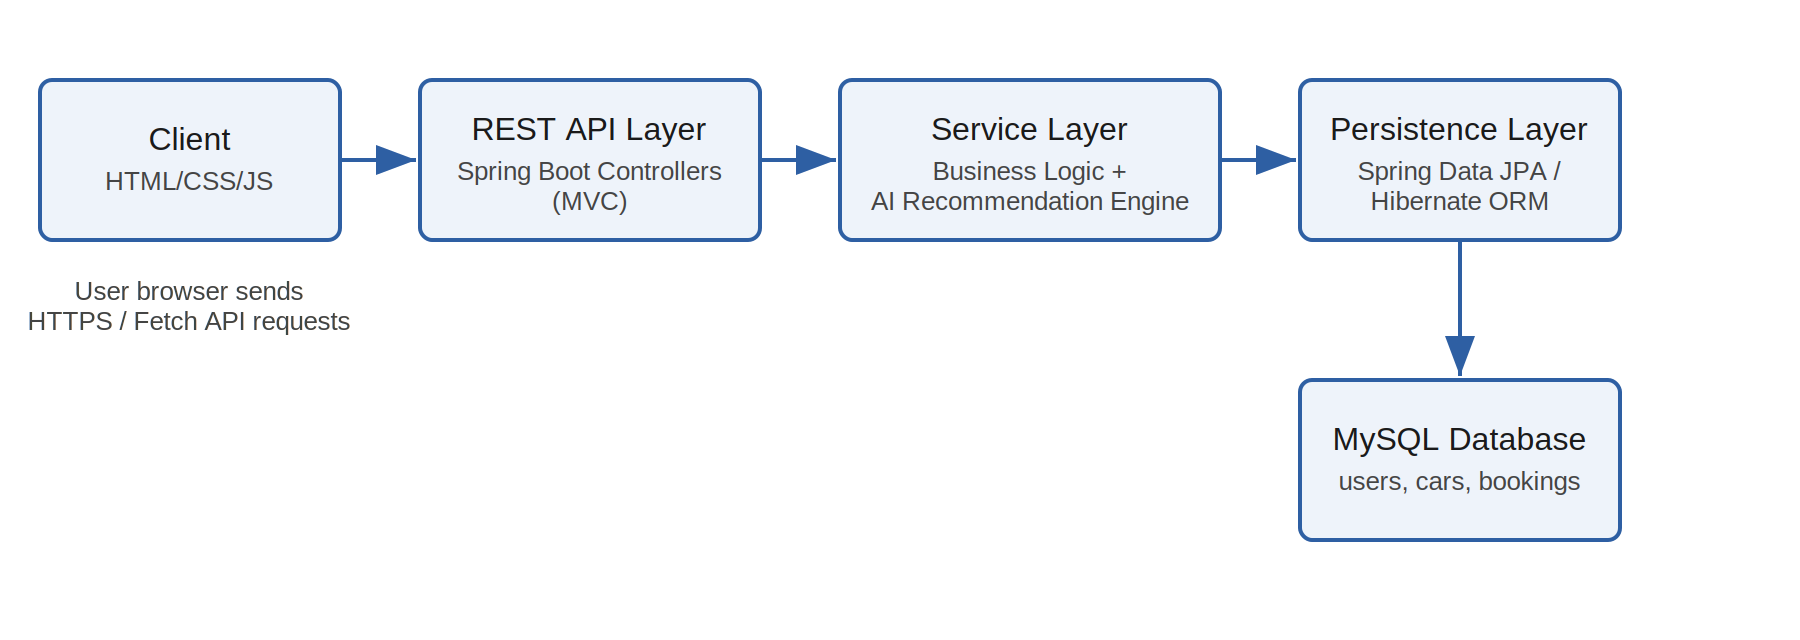 Client
HTML/CSS/JS
REST API Layer
Spring Boot Controllers
(MVC)
Service Layer
Business Logic +
AI Recommendation Engine
Persistence Layer
Spring Data JPA /
Hibernate ORM
User browser sends
HTTPS / Fetch API requests
MySQL Database
users, cars, bookings